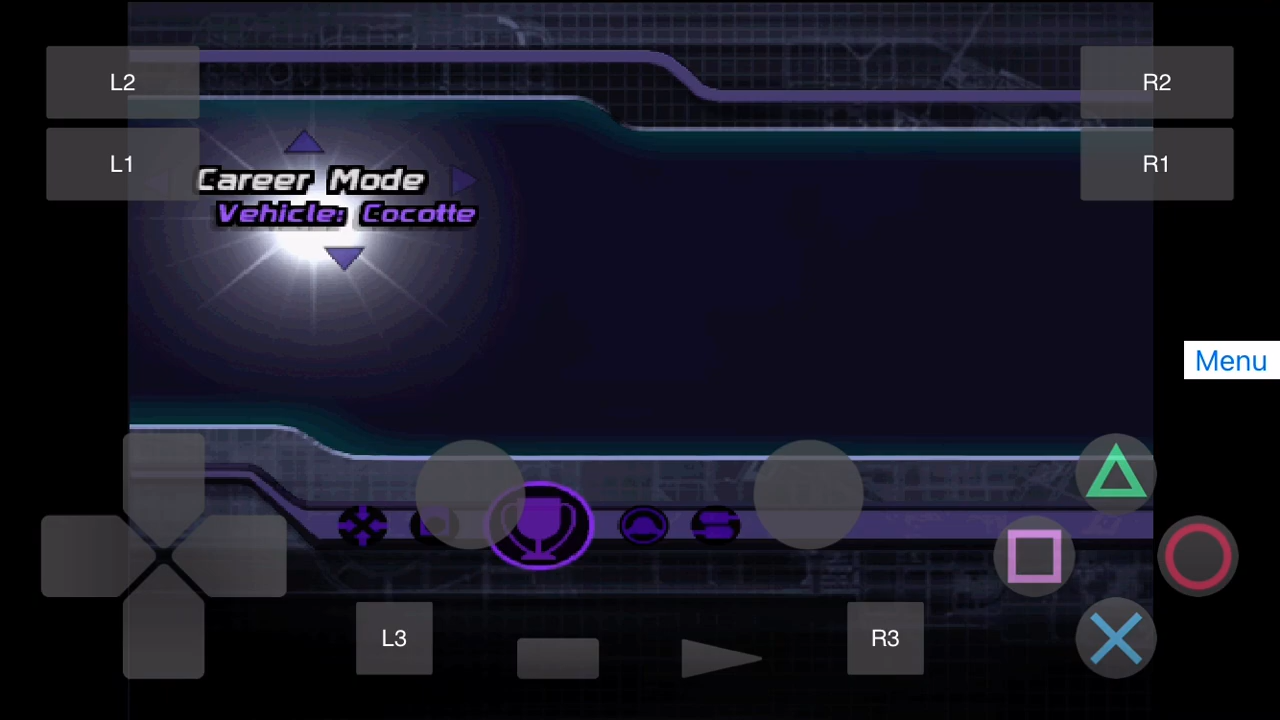 L2
R2
L1
R1
Career Mode
Vehicle: Cocotte
Menu
L3
R3